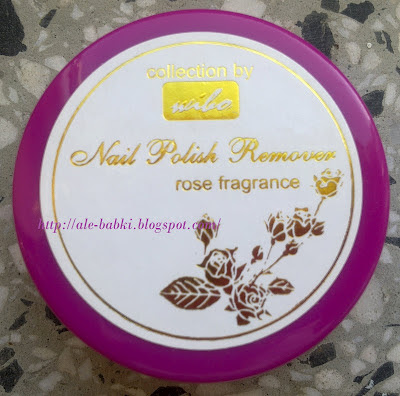 collection by
wibo
Nail Polish Remover
rose fragrance
http://ale-babki.blogspot.com/